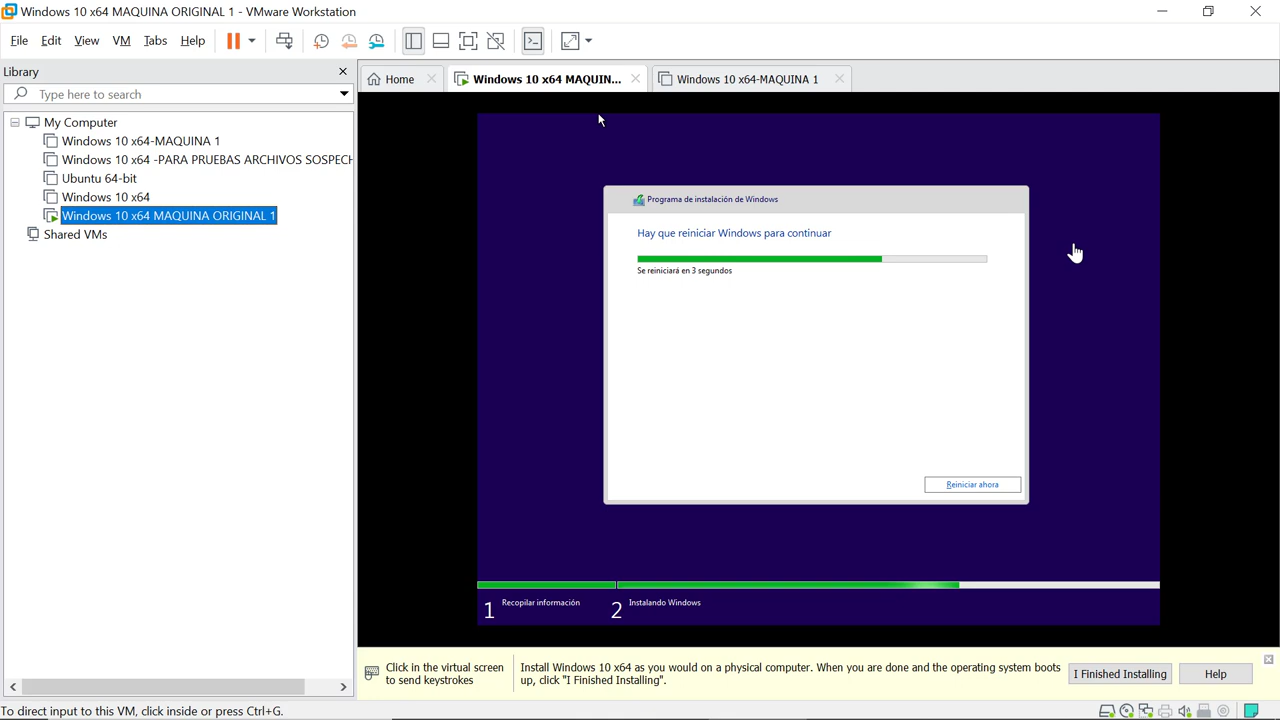 Windows 10 x64 MAQUINA ORIGINAL 1 - VMware Workstation
File Edit View VM Tabs Help
Library
Type here to search
My Computer
Windows 10 x64-MAQUINA 1
Windows 10 x64 -PARA PRUEBAS ARCHIVOS SOSPECH
Ubuntu 64-bit
Windows 10 x64
Windows 10 x64 MAQUINA ORIGINAL 1
Shared VMs
Home
Windows 10 x64 MAQUIN...
Windows 10 x64-MAQUINA 1
Programa de instalación de Windows
Hay que reiniciar Windows para continuar
Se reiniciará en 3 segundos
Reiniciar ahora
1 Recopilar información
2 Instalando Windows
Click in the virtual screen
to send keystrokes
Install Windows 10 x64 as you would on a physical computer. When you are done and the operating system boots
up, click "I Finished Installing".
I Finished Installing
Help
To direct input to this VM, click inside or press Ctrl+G.